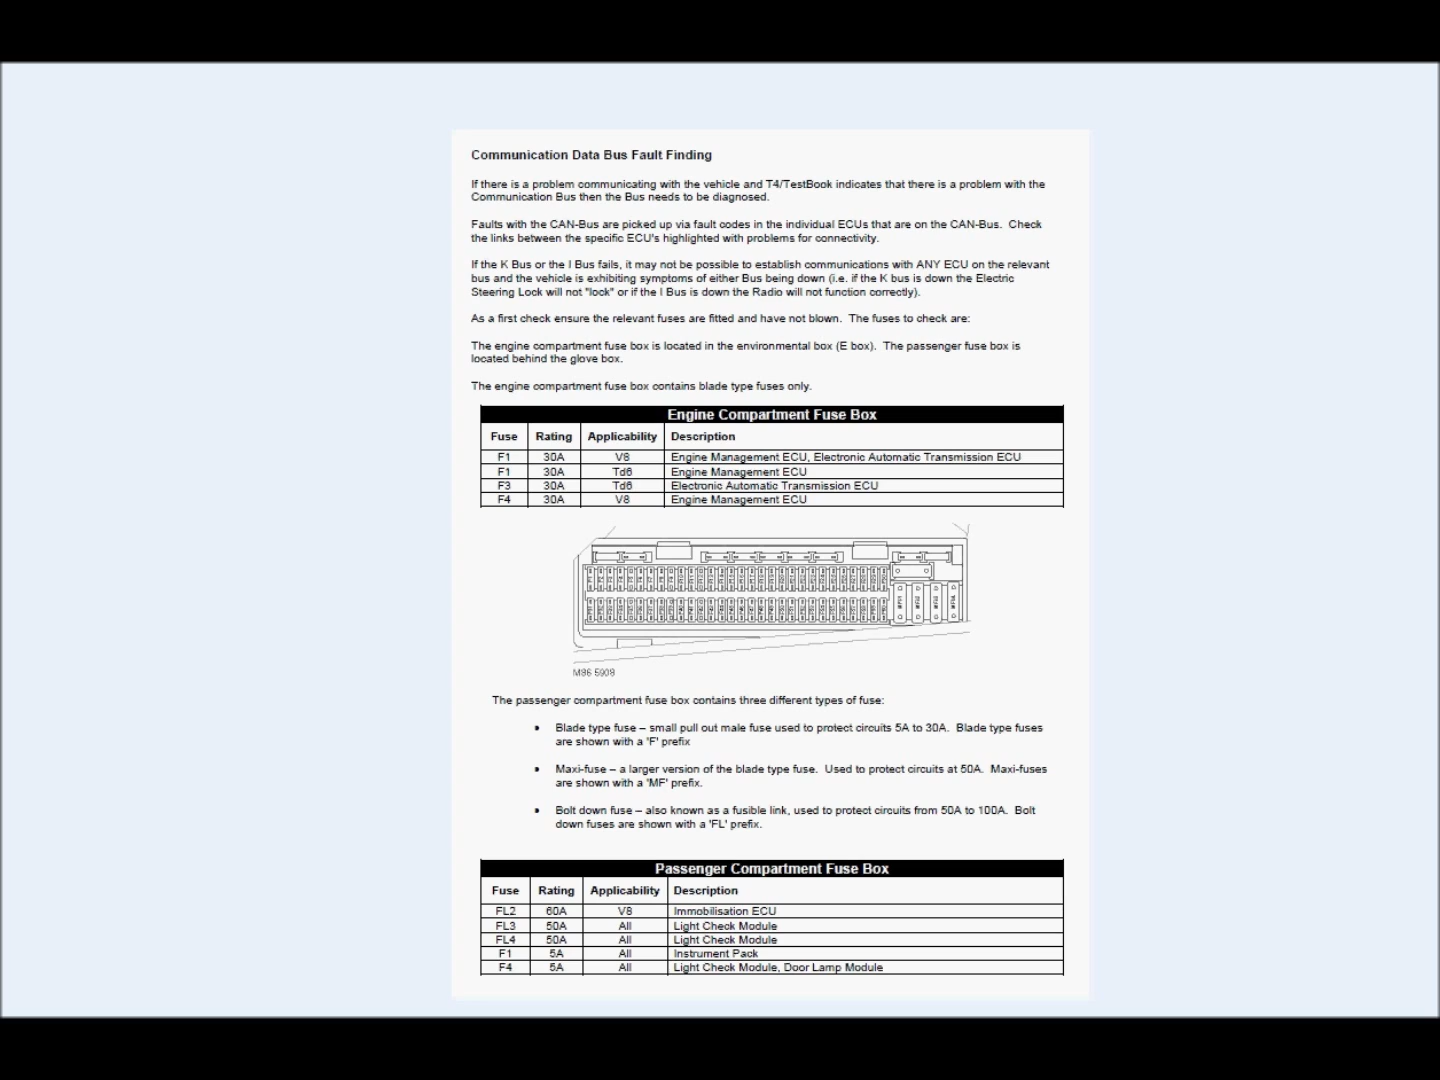 Communication Data Bus Fault Finding
If there is a problem communicating with the vehicle and T4/TestBook indicates that there is a problem with the
Communication Bus then the Bus needs to be diagnosed.
Faults with the CAN-Bus are picked up via fault codes in the individual ECUs that are on the CAN-Bus. Check
the links between the specific ECU's highlighted with problems for connectivity.
If the K Bus or the I Bus fails, it may not be possible to establish communications with ANY ECU on the relevant
bus and the vehicle is exhibiting symptoms of either Bus being down (i.e. if the K bus is down the Electric
Steering Lock will not "lock" or if the I Bus is down the Radio will not function correctly).
As a first check ensure the relevant fuses are fitted and have not blown. The fuses to check are:
The engine compartment fuse box is located in the environmental box (E box). The passenger fuse box is
located behind the glove box.
The engine compartment fuse box contains blade type fuses only.
Engine Compartment Fuse Box
Fuse Rating Applicability Description
F1 30A V8 Engine Management ECU, Electronic Automatic Transmission ECU
F1 30A Td6 Engine Management ECU
F3 30A Td6 Electronic Automatic Transmission ECU
F4 30A V8 Engine Management ECU
M86 5909
The passenger compartment fuse box contains three different types of fuse:
• Blade type fuse – small pull out male fuse used to protect circuits 5A to 30A. Blade type fuses
are shown with a 'F' prefix
• Maxi-fuse – a larger version of the blade type fuse. Used to protect circuits at 50A. Maxi-fuses
are shown with a 'MF' prefix.
• Bolt down fuse – also known as a fusible link, used to protect circuits from 50A to 100A. Bolt
down fuses are shown with a 'FL' prefix.
Passenger Compartment Fuse Box
Fuse Rating Applicability Description
FL2 60A V8 Immobilisation ECU
FL3 50A All Light Check Module
FL4 50A All Light Check Module
F1 5A All Instrument Pack
F4 5A All Light Check Module, Door Lamp Module